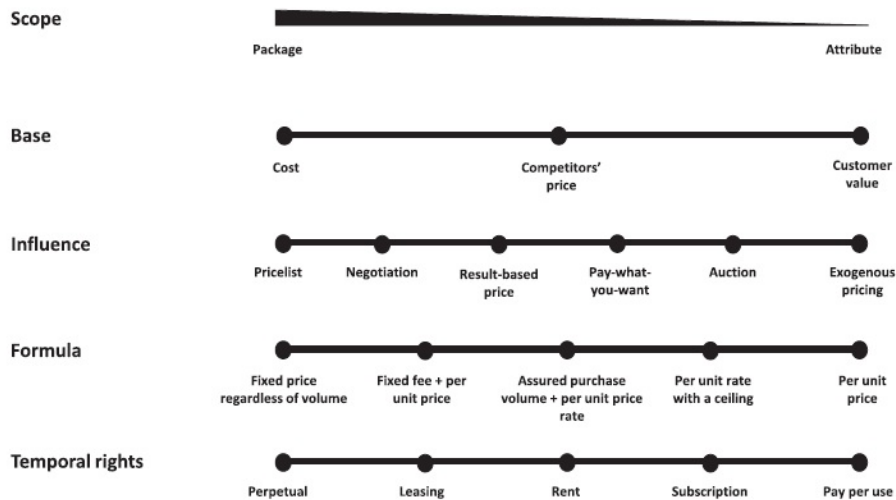 Scope
Package
Attribute
Base
Cost
Competitors'
price
Customer
value
Influence
Pricelist
Negotiation
Result-based
price
Pay-what-
you-want
Auction
Exogenous
pricing
Formula
Fixed price
regardless of volume
Fixed fee + per
unit price
Assured purchase
volume + per unit price
rate
Per unit rate
with a ceiling
Per unit
price
Temporal rights
Perpetual
Leasing
Rent
Subscription
Pay per use